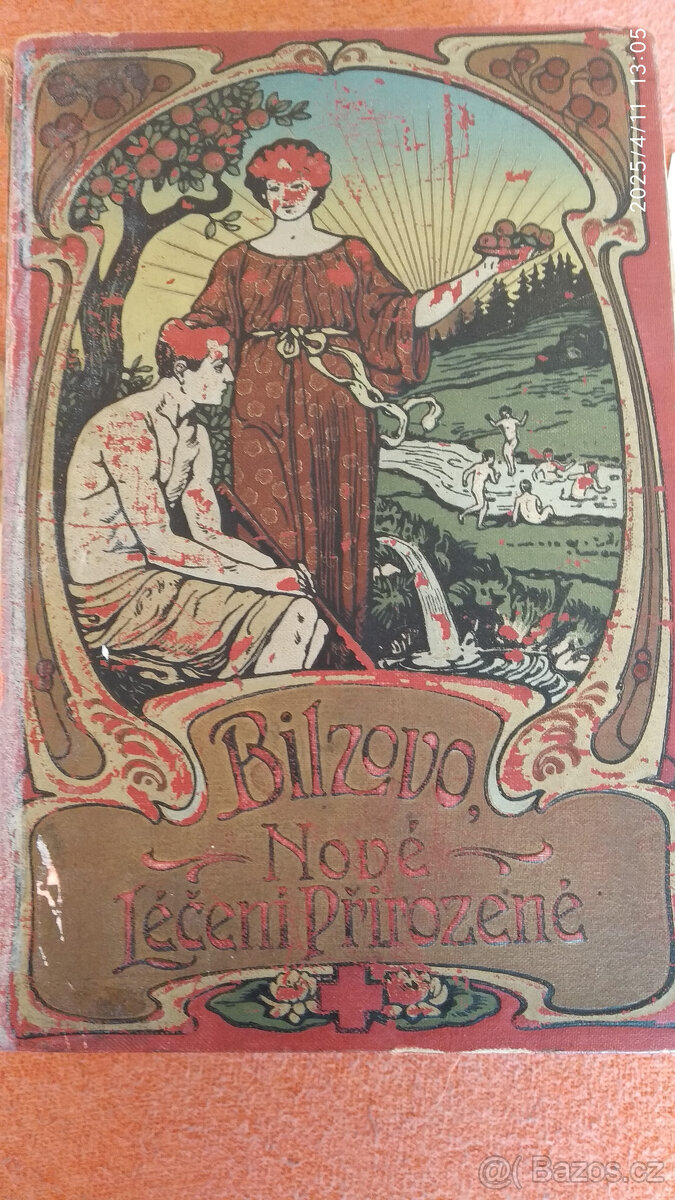 2025/4/11 13:05
Bilzovo,
Nové
Léčení Přirozené
@ Bazos.cz